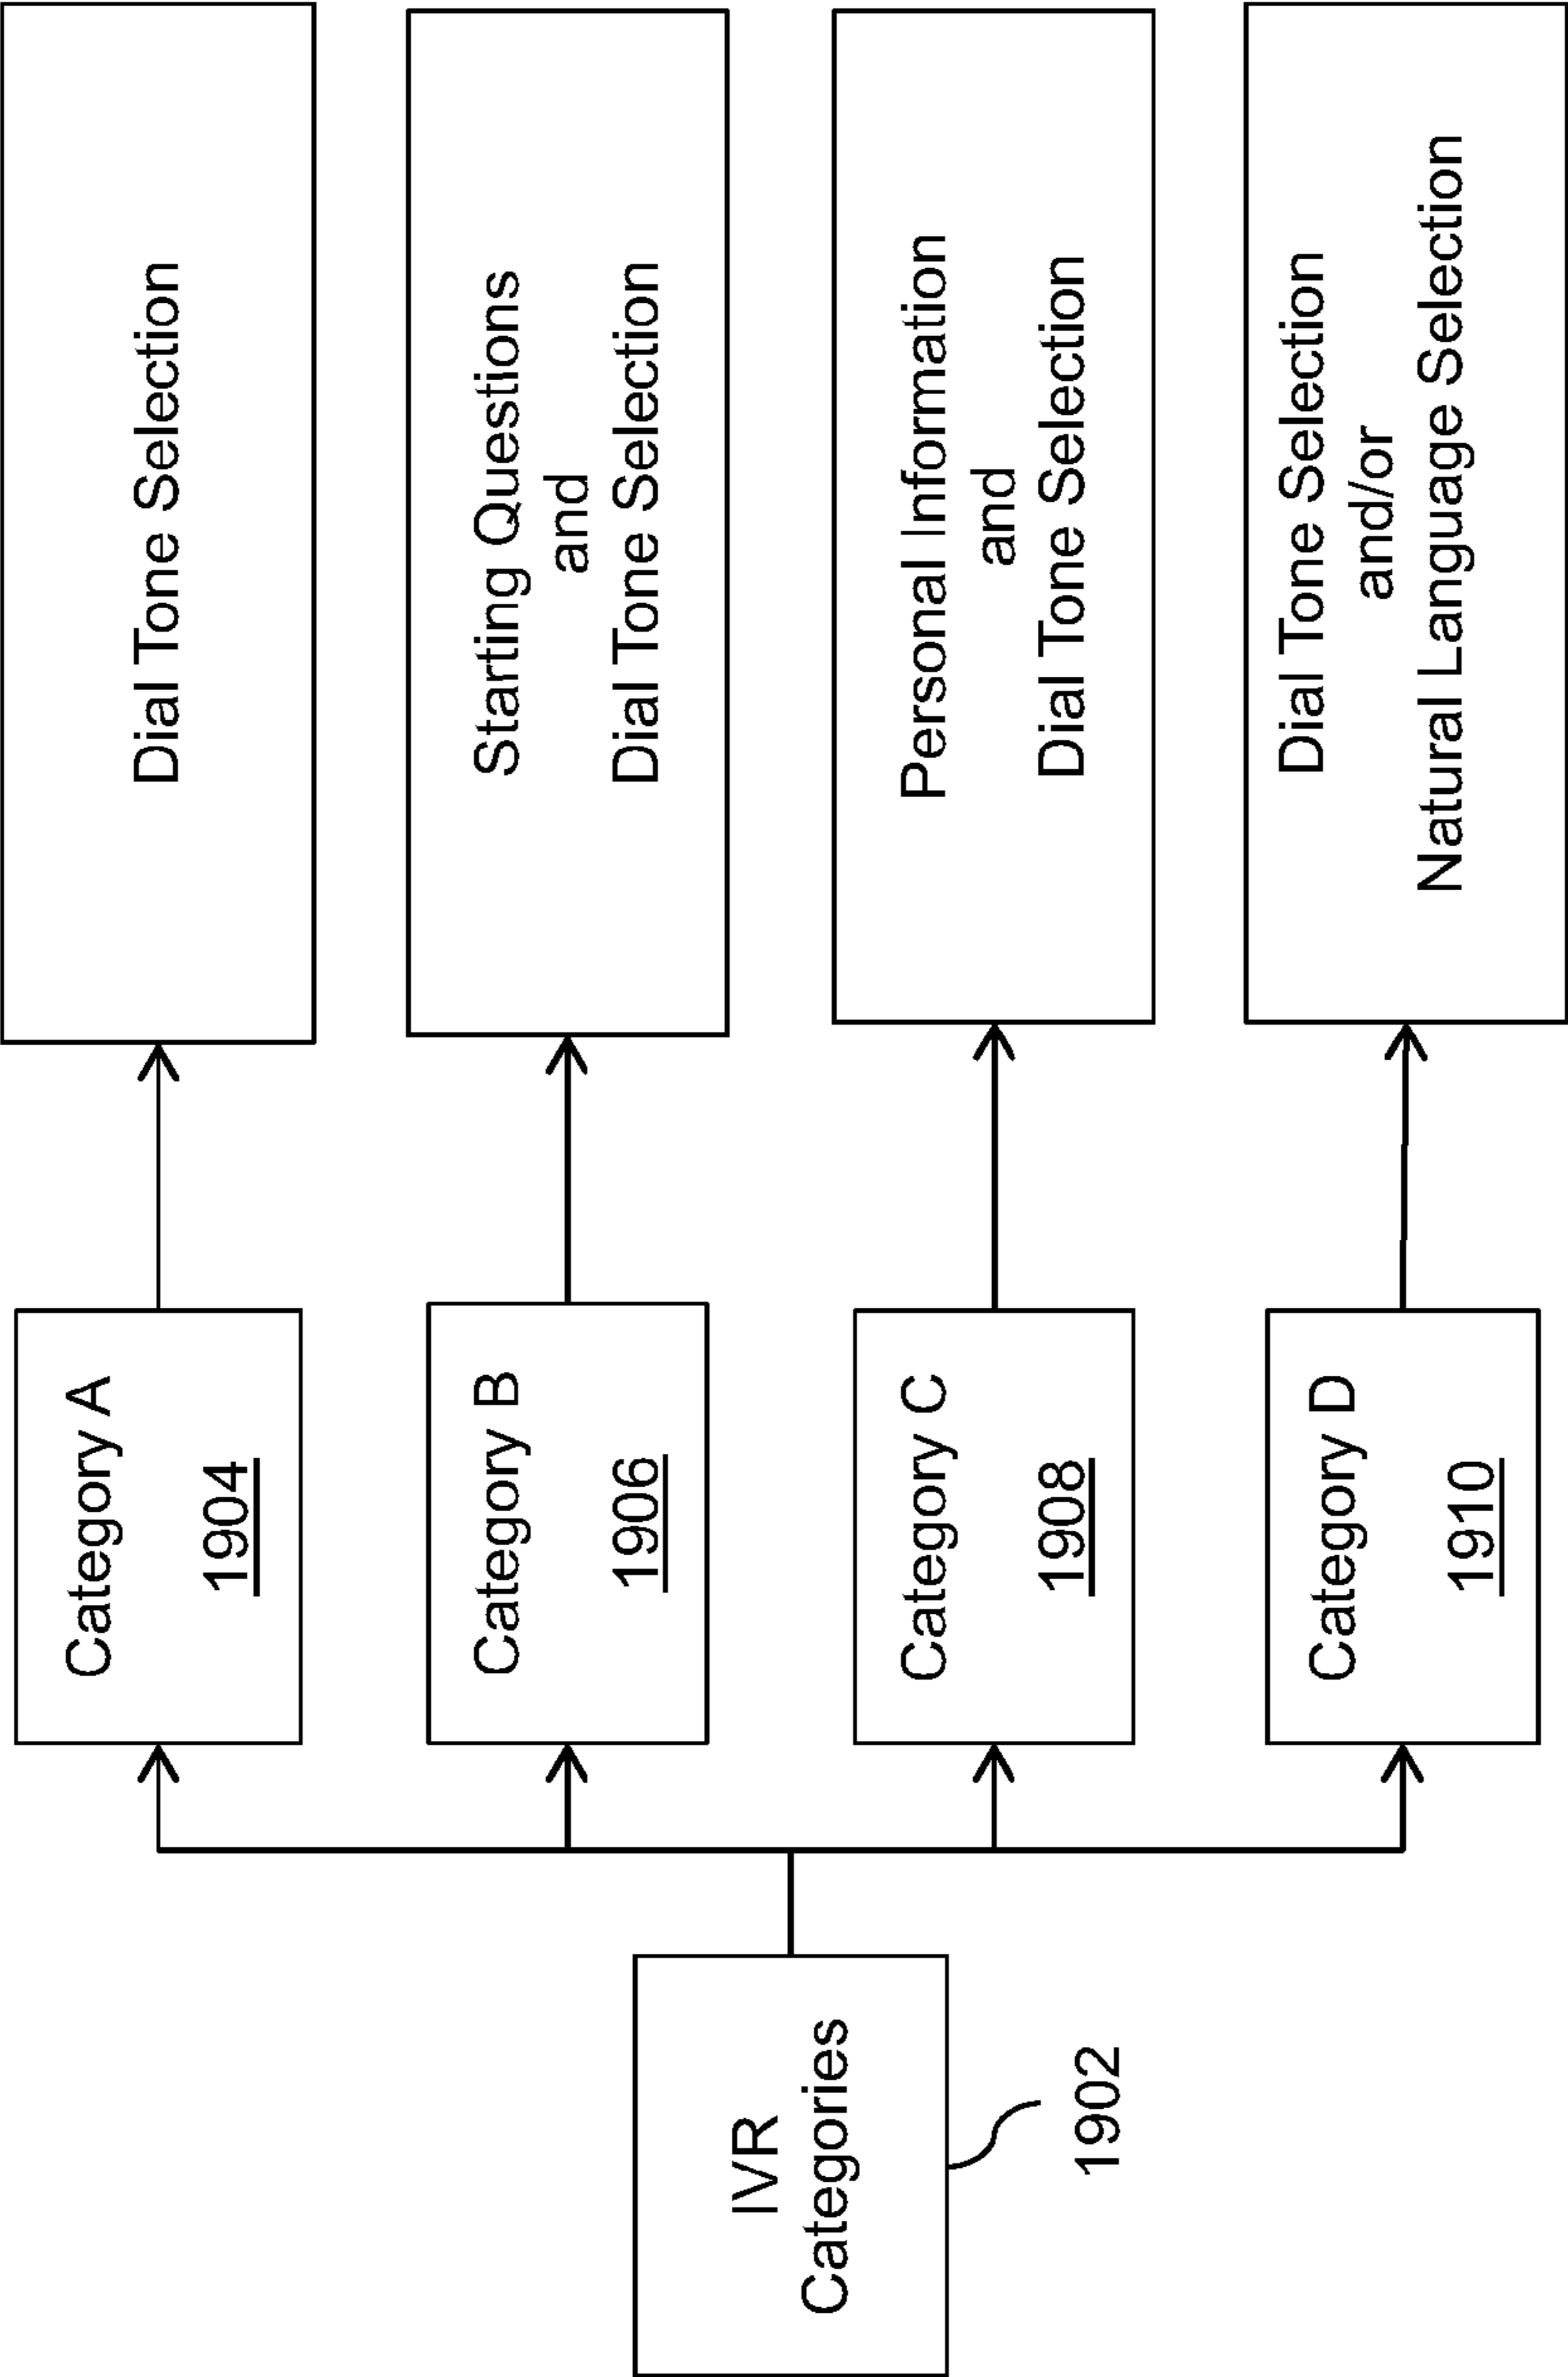 IVR
Categories
1902
Category A
1904
Dial Tone Selection
Category B
1906
Starting Questions
and
Dial Tone Selection
Category C
1908
Personal Information
and
Dial Tone Selection
Category D
1910
Dial Tone Selection
and/or
Natural Language Selection